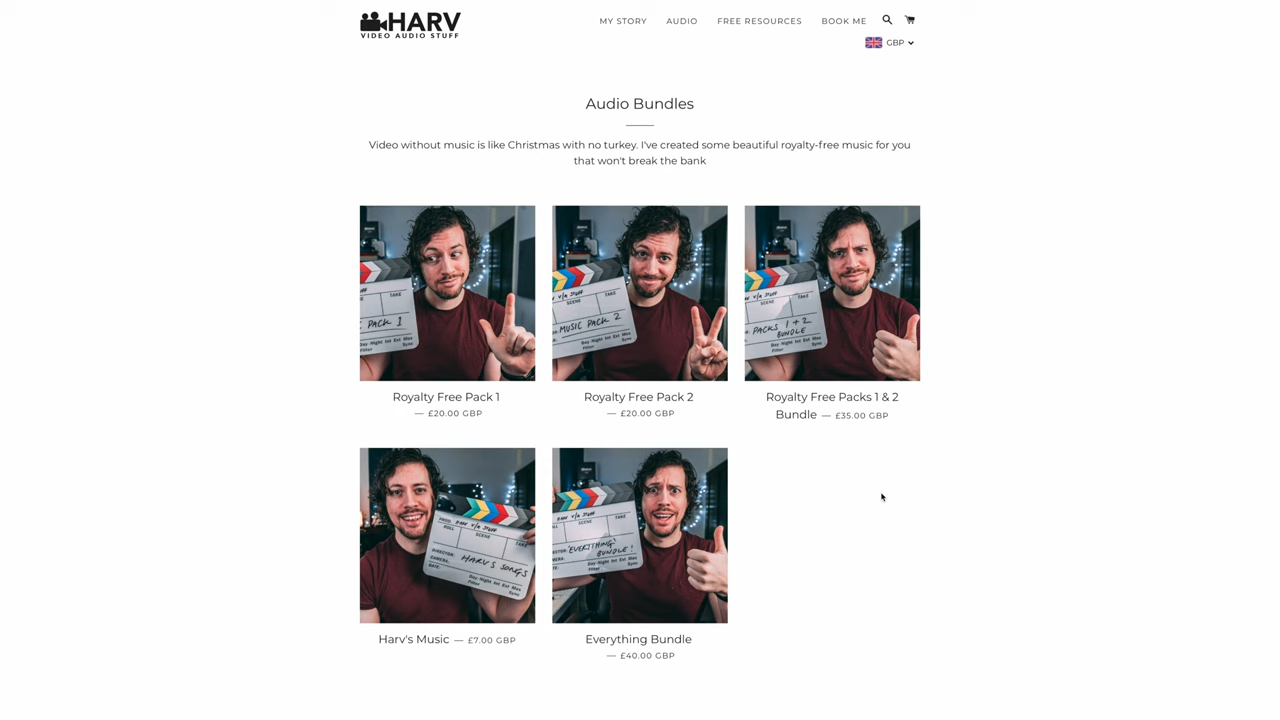 HARV
VIDEO AUDIO STUFF
MY STORY AUDIO FREE RESOURCES BOOK ME
GBP
Audio Bundles
Video without music is like Christmas with no turkey. I've created some beautiful royalty-free music for you
that won't break the bank
PACK 1
MUSIC PACK 2
PACKS 1+2
BUNDLE
Royalty Free Pack 1
— £20.00 GBP
Royalty Free Pack 2
— £20.00 GBP
Royalty Free Packs 1 & 2
Bundle — £35.00 GBP
HARV'S SONGS
'EVERYTHING'
BUNDLE!
Harv's Music — £7.00 GBP
Everything Bundle
— £40.00 GBP